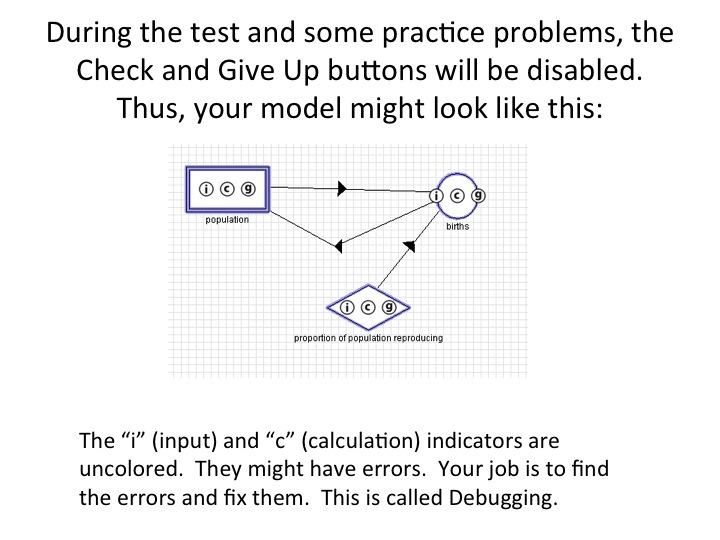 During the test and some practice problems, the
Check and Give Up buttons will be disabled.
Thus, your model might look like this:
i c g
population
i c g
births
i c g
proportion of population reproducing
The “i” (input) and “c” (calculation) indicators are
uncolored.  They might have errors.  Your job is to find
the errors and fix them.  This is called Debugging.